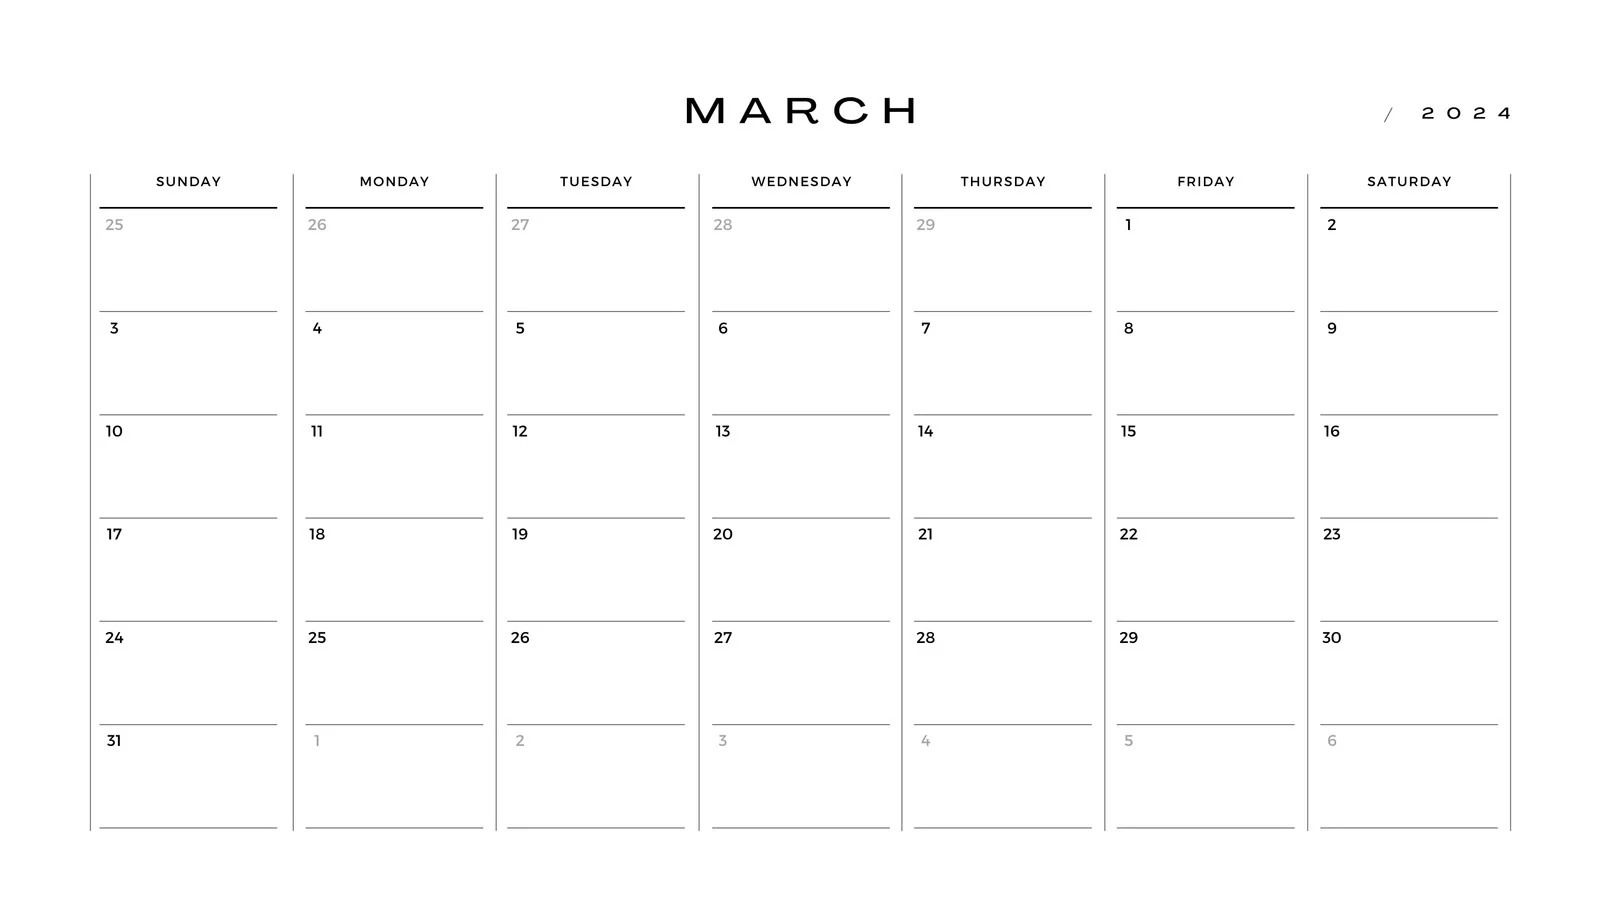 MARCH
/ 2024
SUNDAY MONDAY TUESDAY WEDNESDAY THURSDAY FRIDAY SATURDAY
25 26 27 28 29 1 2
3 4 5 6 7 8 9
10 11 12 13 14 15 16
17 18 19 20 21 22 23
24 25 26 27 28 29 30
31 1 2 3 4 5 6